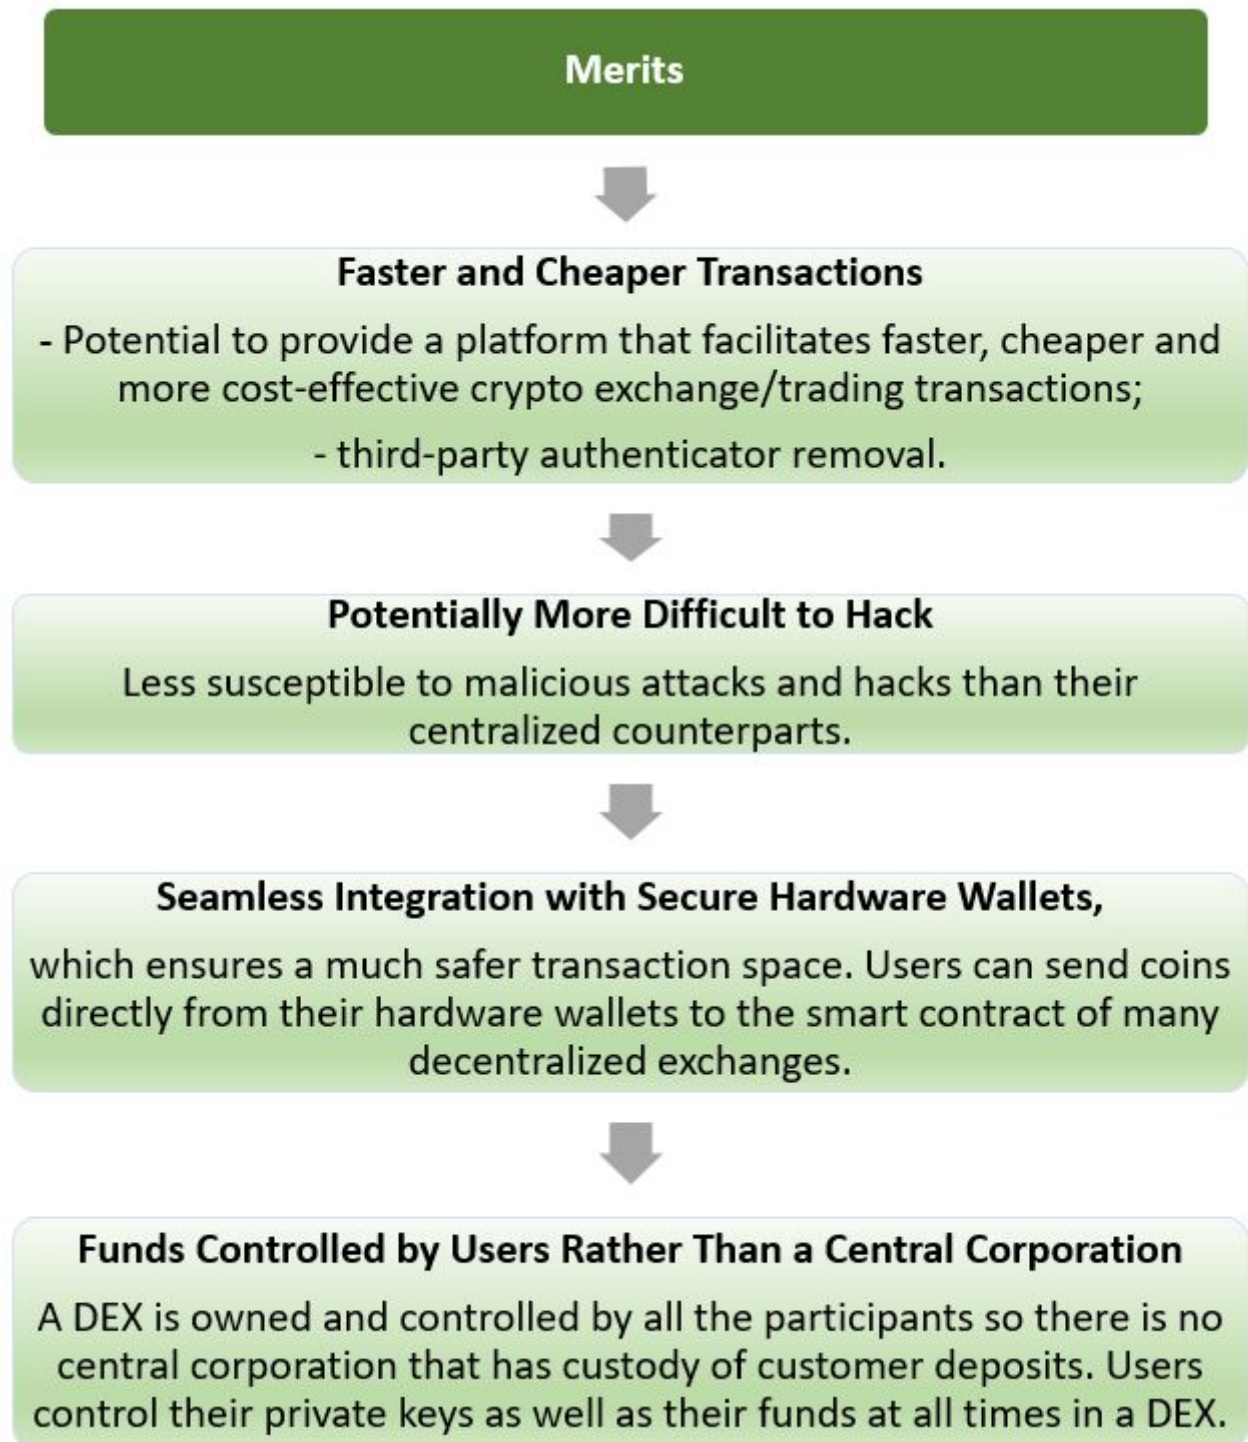 Merits
Faster and Cheaper Transactions
- Potential to provide a platform that facilitates faster, cheaper and
more cost-effective crypto exchange/trading transactions;
- third-party authenticator removal.
Potentially More Difficult to Hack
Less susceptible to malicious attacks and hacks than their
centralized counterparts.
Seamless Integration with Secure Hardware Wallets,
which ensures a much safer transaction space. Users can send coins
directly from their hardware wallets to the smart contract of many
decentralized exchanges.
Funds Controlled by Users Rather Than a Central Corporation
A DEX is owned and controlled by all the participants so there is no
central corporation that has custody of customer deposits. Users
control their private keys as well as their funds at all times in a DEX.